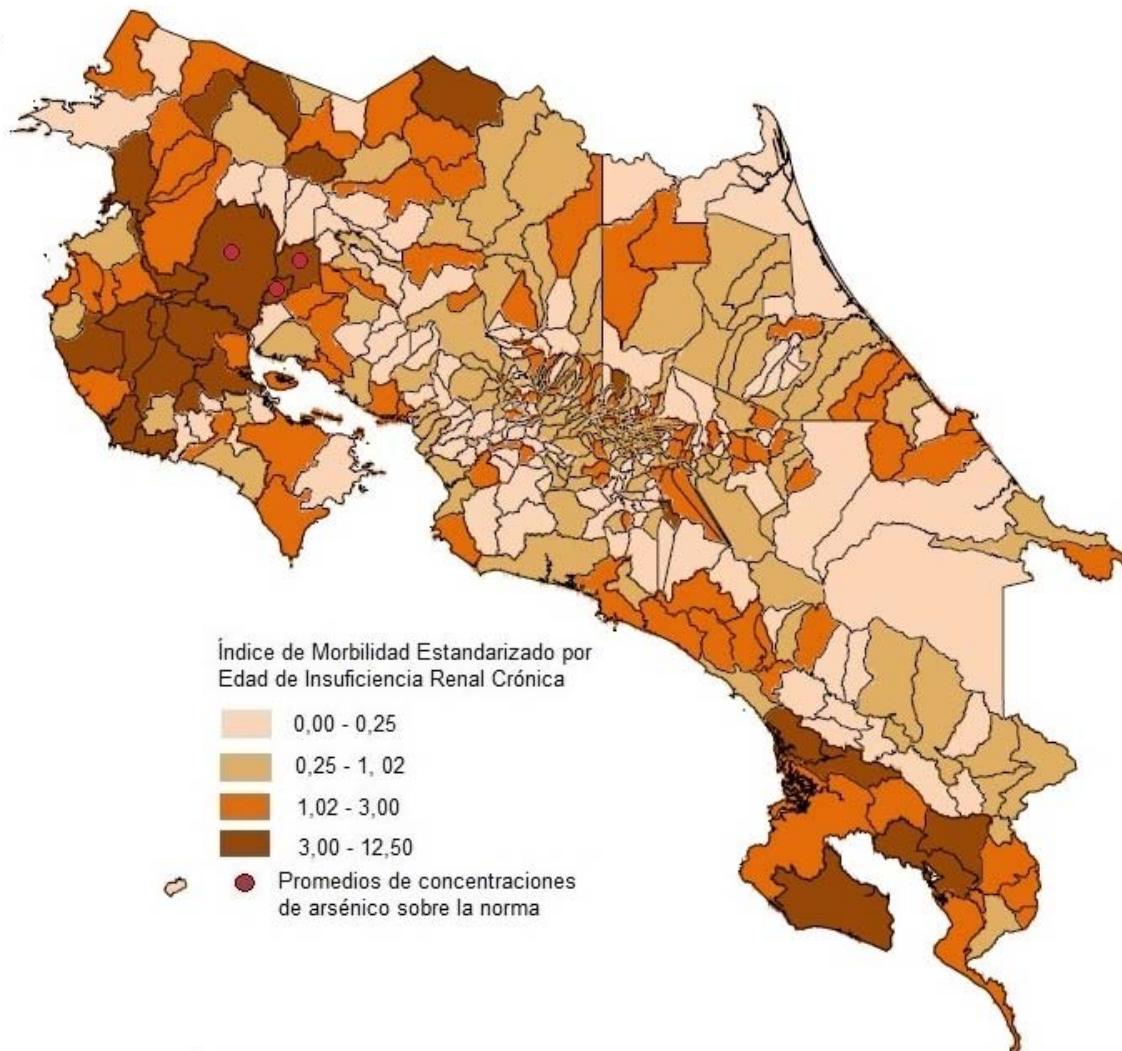 Índice de Morbilidad Estandarizado por
Edad de Insuficiencia Renal Crónica
0,00 - 0,25
0,25 - 1, 02
1,02 - 3,00
3,00 - 12,50
Promedios de concentraciones
de arsénico sobre la norma